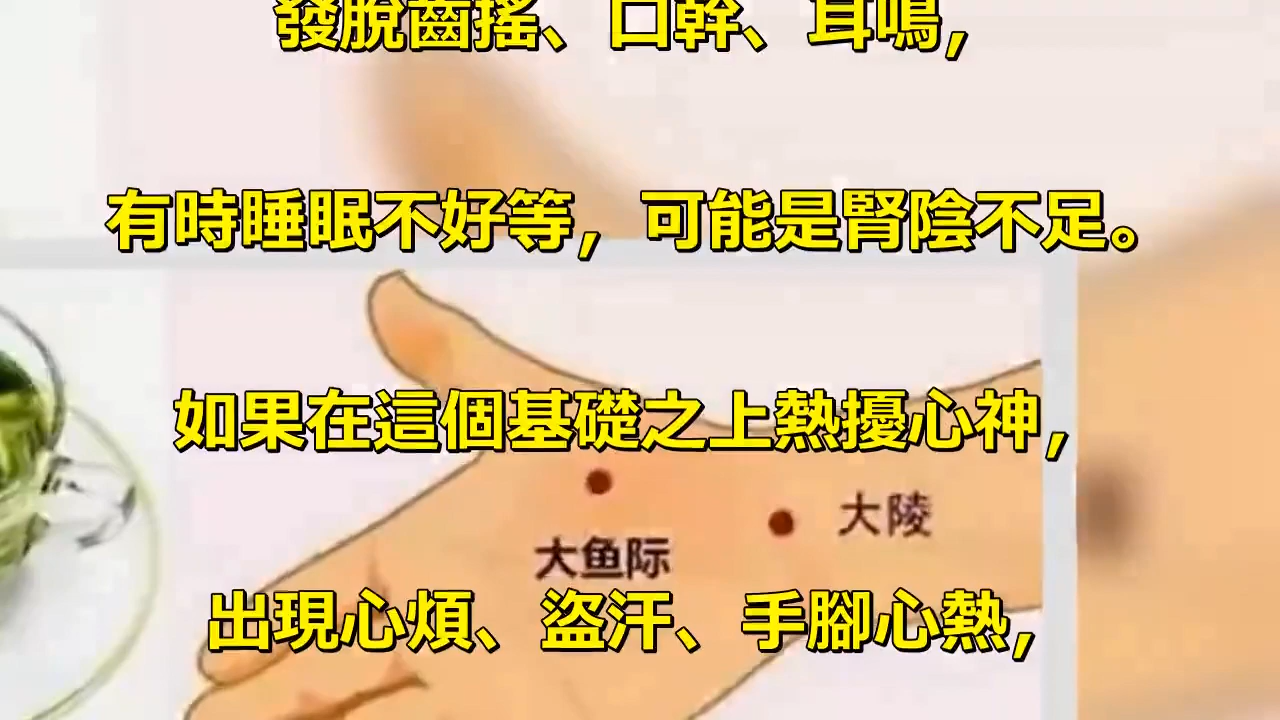 發脫齒搖、口幹、耳鳴，
有時睡眠不好等，可能是腎陰不足。
如果在這個基礎之上熱擾心神，
大陵
大鱼际
出現心煩、盜汗、手腳心熱，